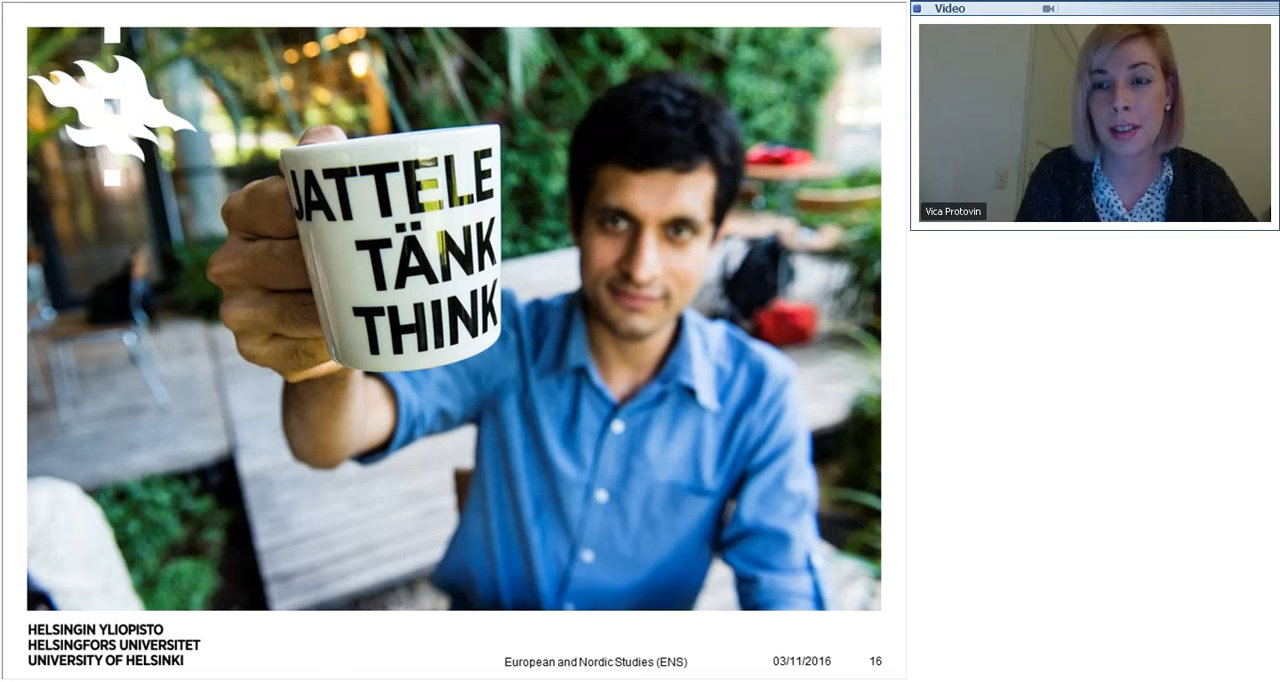 JATTELE
TÄNK
THINK
HELSINGIN YLIOPISTO
HELSINGFORS UNIVERSITET
UNIVERSITY OF HELSINKI
European and Nordic Studies (ENS)
03/11/2016
16
Video
Vica Protovin